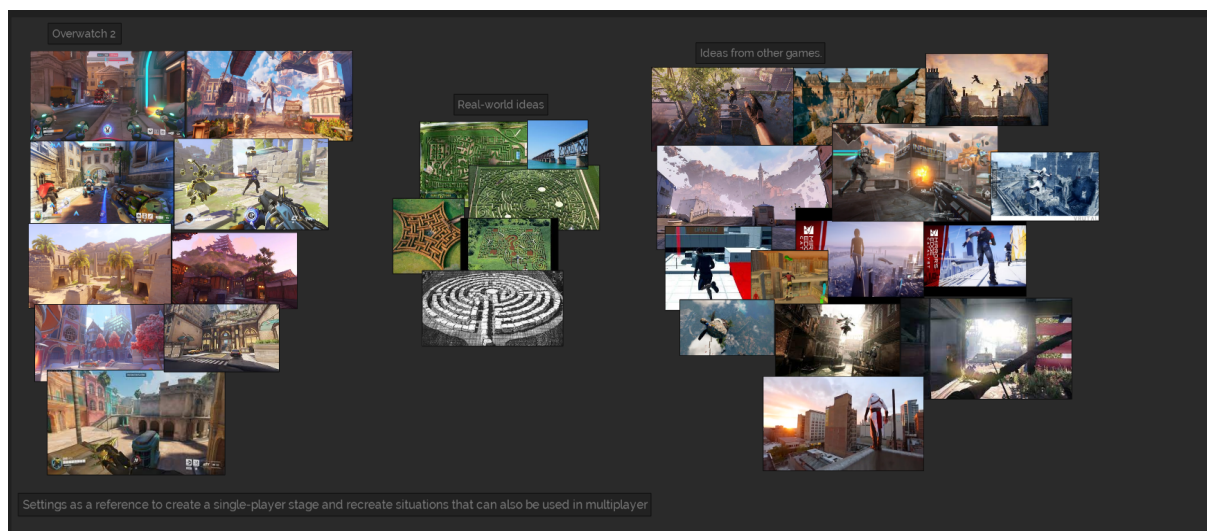 Overwatch 2
Ideas from other games.
Real-world ideas
Settings as a reference to create a single-player stage and recreate situations that can also be used in multiplayer